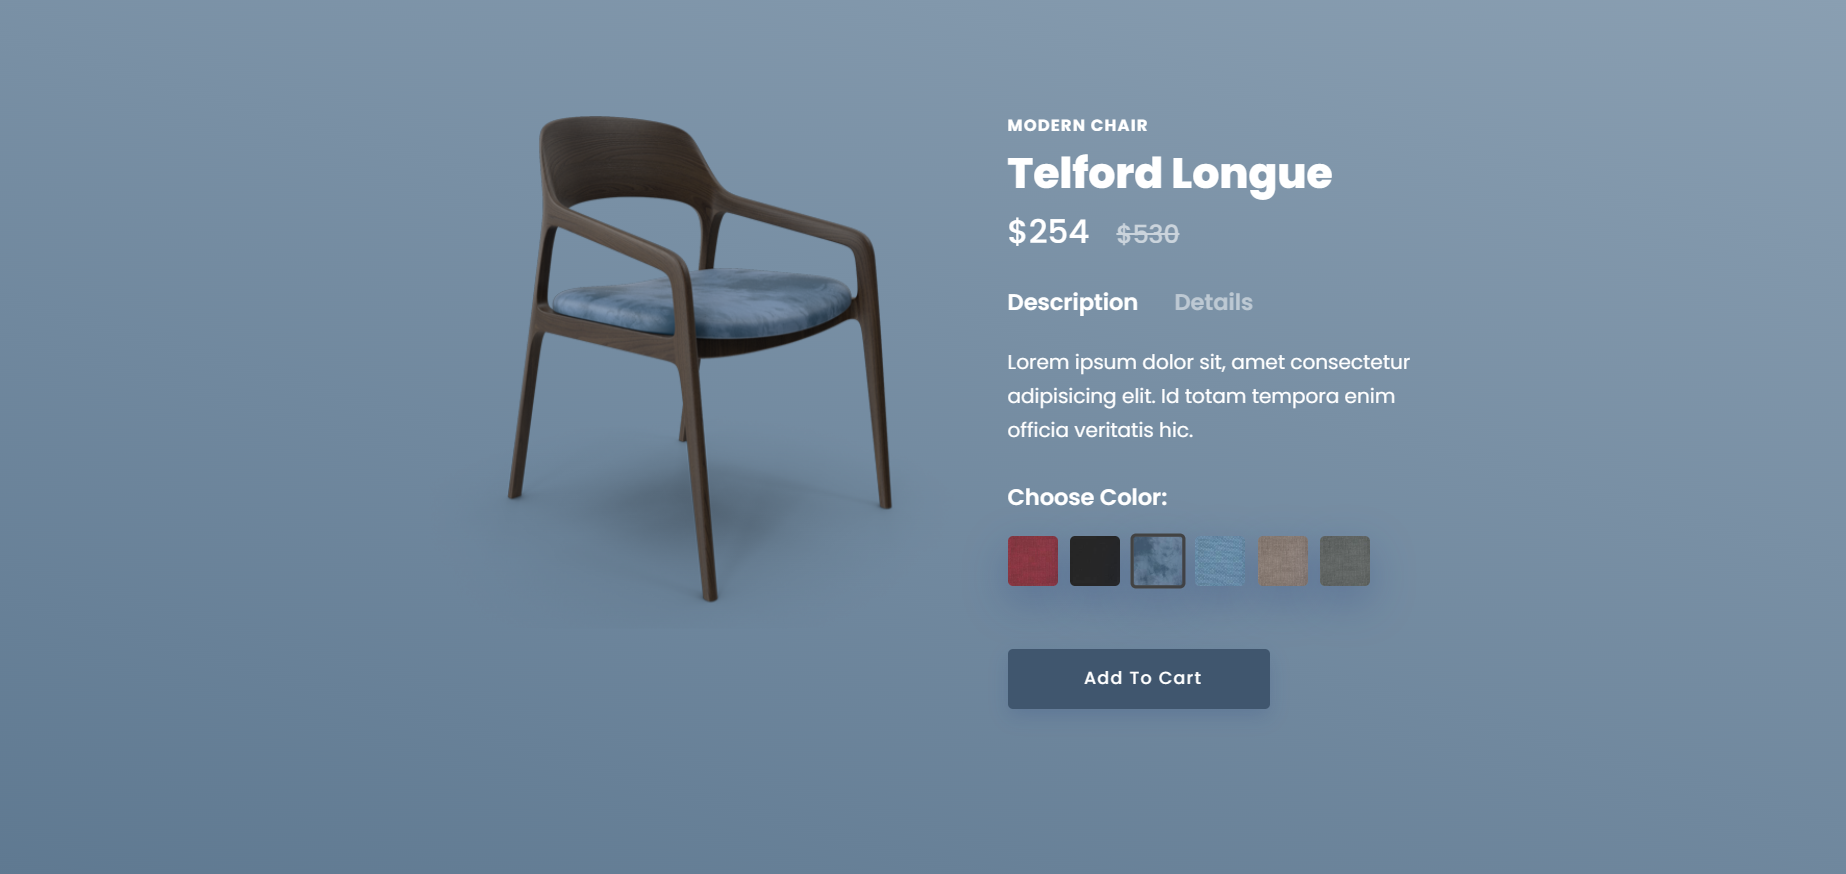 MODERN CHAIR
Telford Longue
$254 $530
Description Details
Lorem ipsum dolor sit, amet consectetur
adipisicing elit. Id totam tempora enim
officia veritatis hic.
Choose Color:
Add To Cart